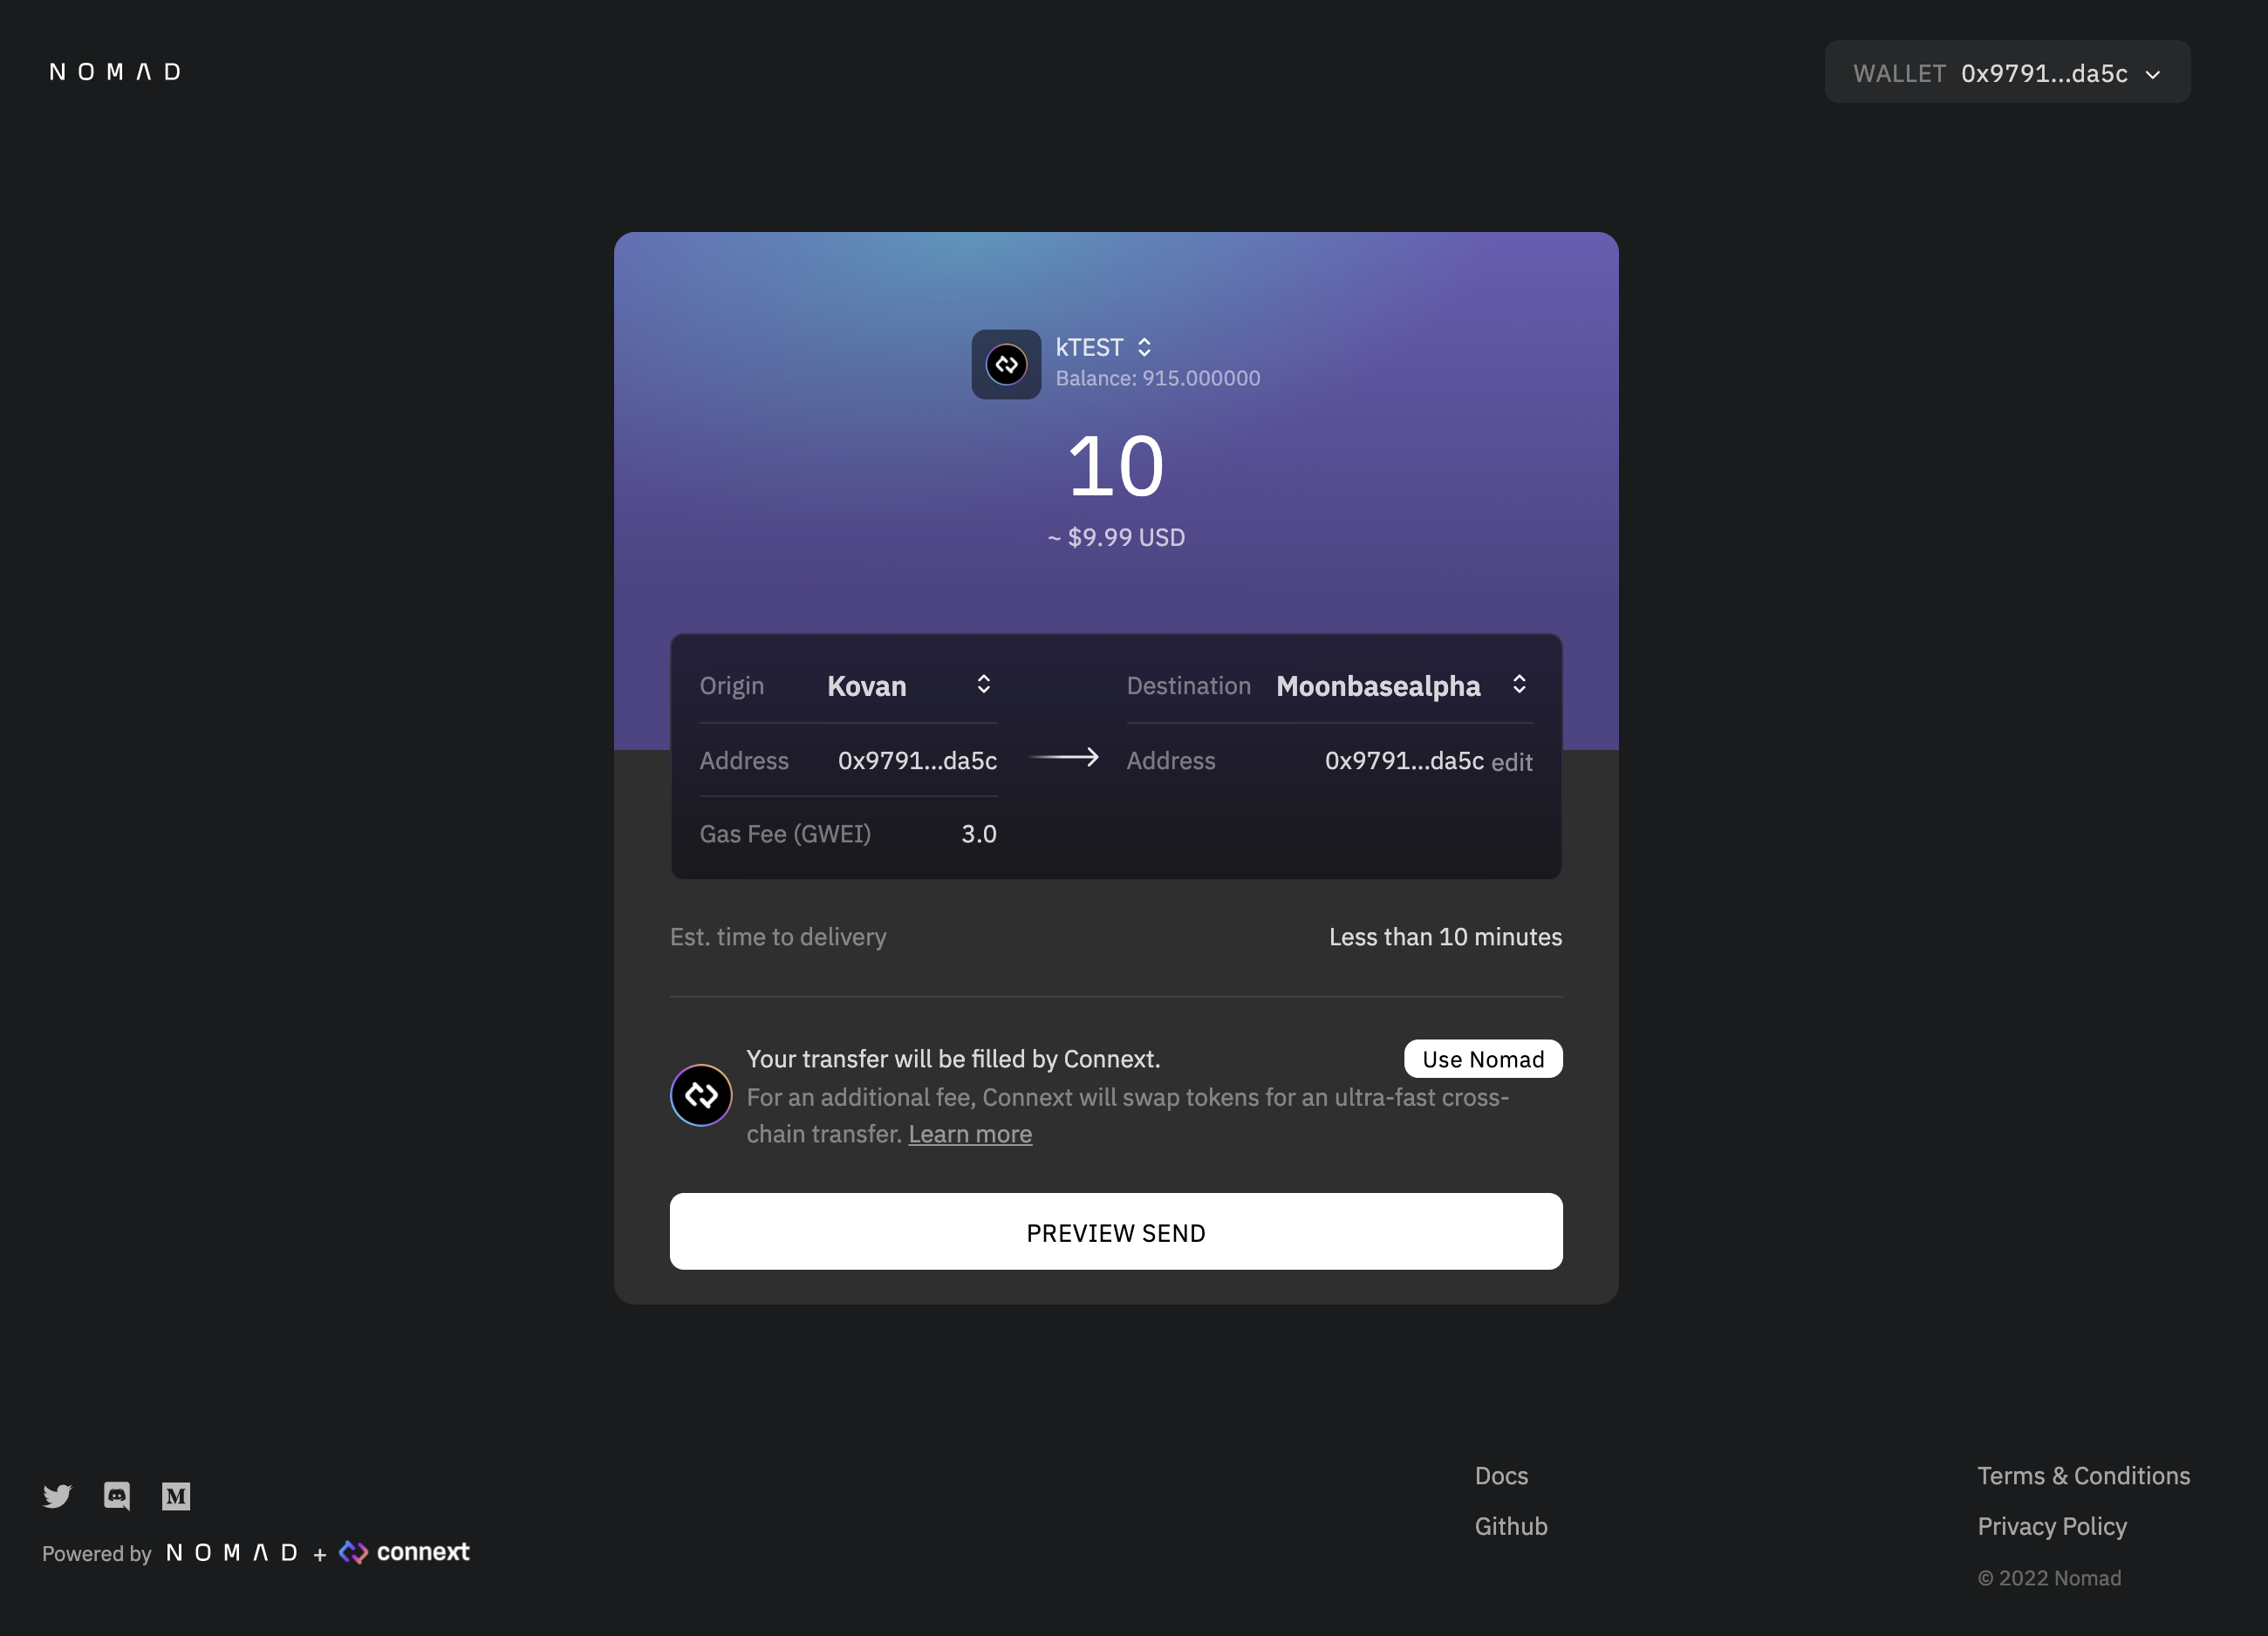 NOMAD
WALLET 0x9791...da5c
kTEST
Balance: 915.000000
10
~ $9.99 USD
Origin Kovan
Destination Moonbasealpha
Address 0x9791...da5c
Address 0x9791...da5c edit
Gas Fee (GWEI) 3.0
Est. time to delivery Less than 10 minutes
Your transfer will be filled by Connext.
Use Nomad
For an additional fee, Connext will swap tokens for an ultra-fast cross-
chain transfer. Learn more
PREVIEW SEND
Powered by NOMAD + connext
Docs
Github
Terms & Conditions
Privacy Policy
© 2022 Nomad